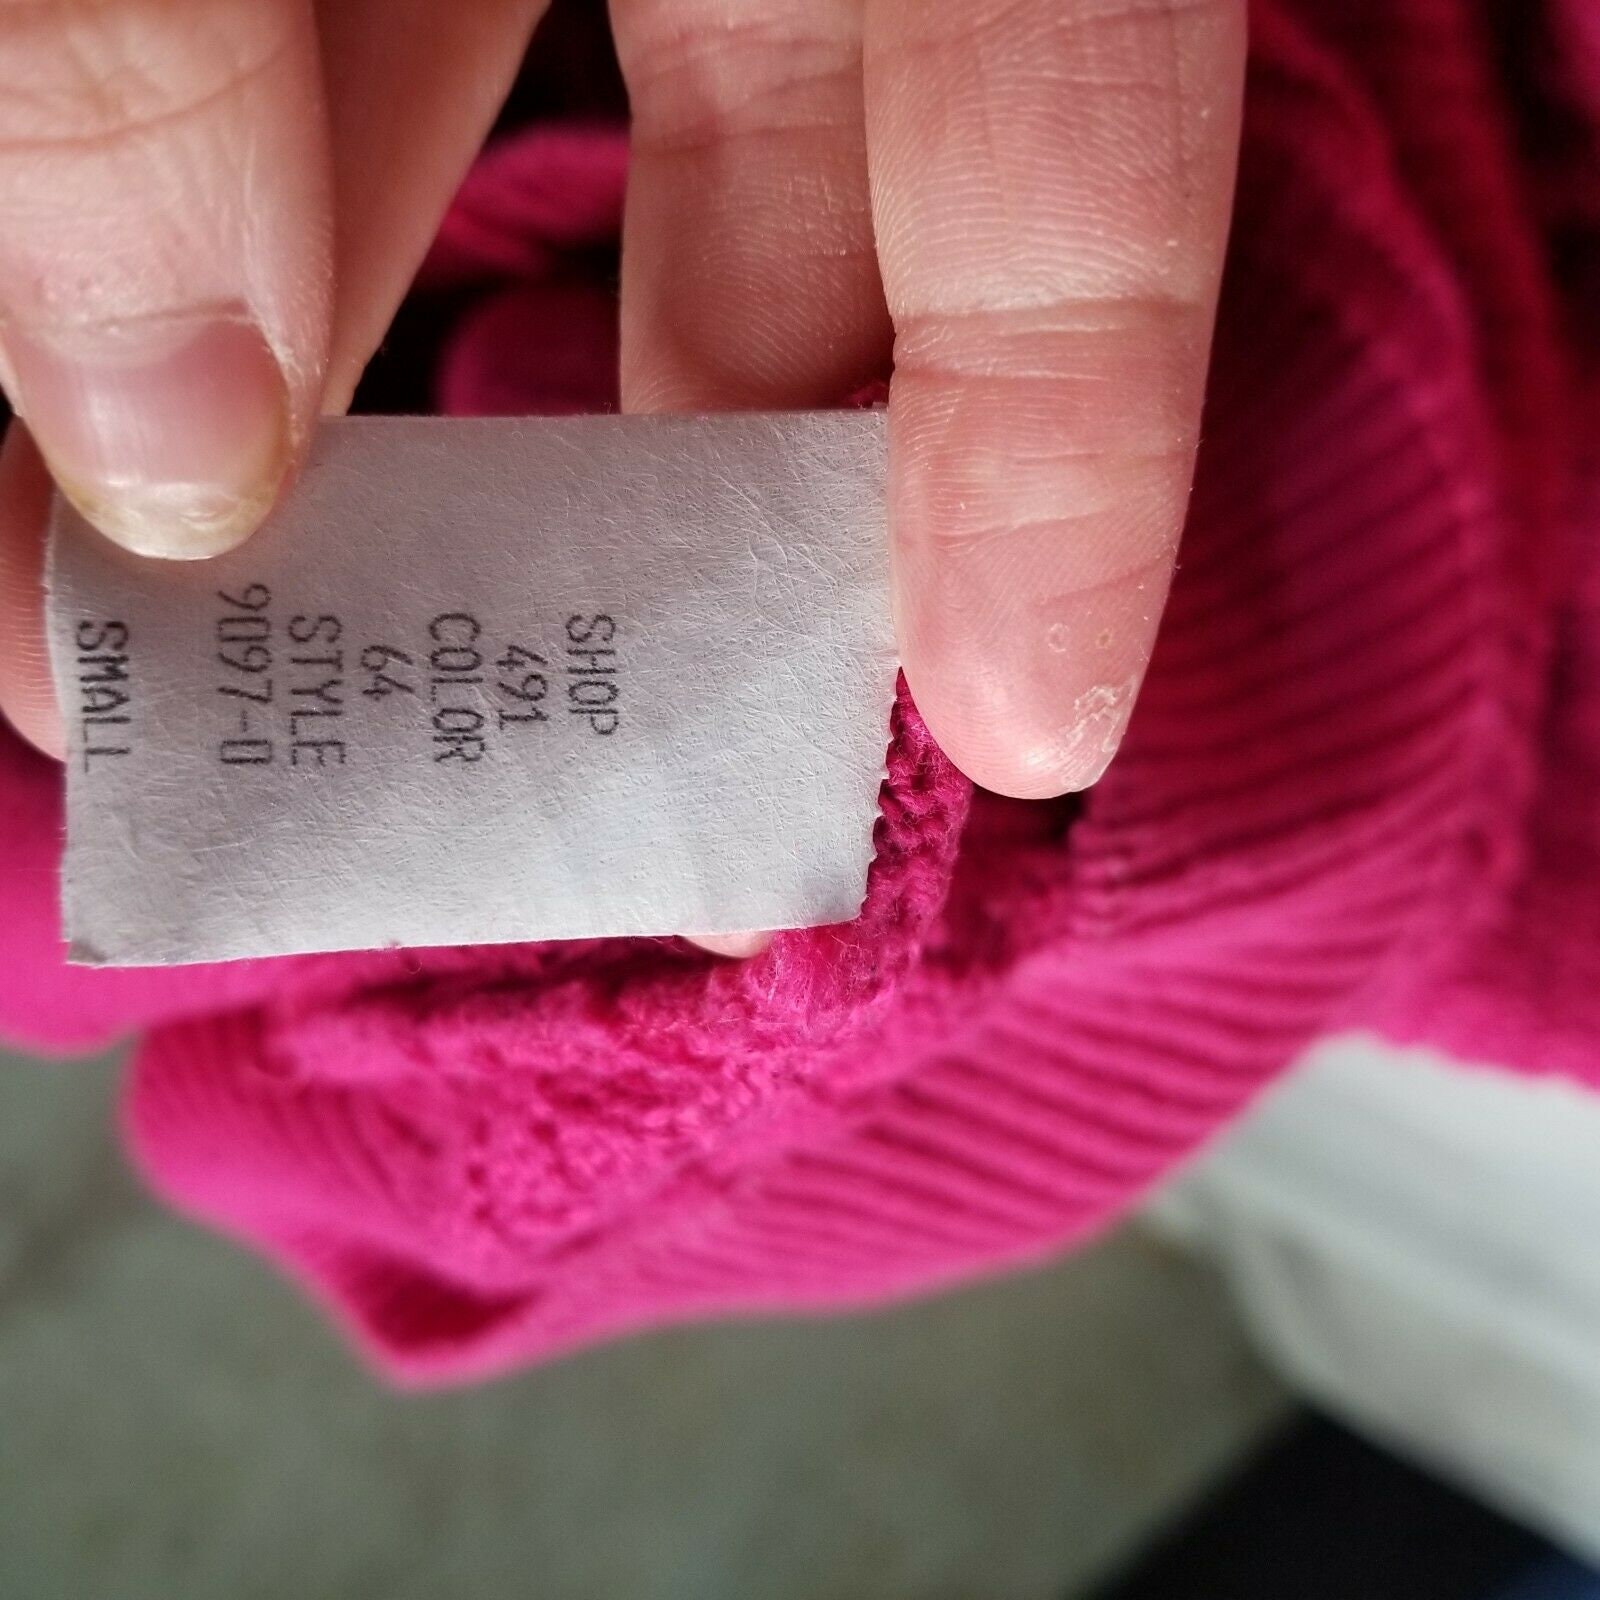 SHOP
491
COLOR
64
STYLE
9097-0
SMALL